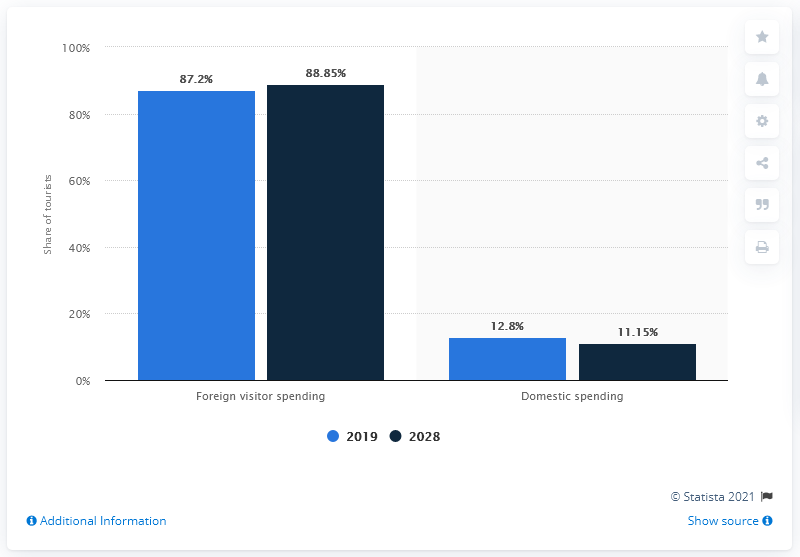 100%
80%
60%
40%
20%
0%
Share of tourists
87.2%
88.85%
12.8%
11.15%
Foreign visitor spending
Domestic spending
2019
2028
© Statista 2021
Additional Information
Show source